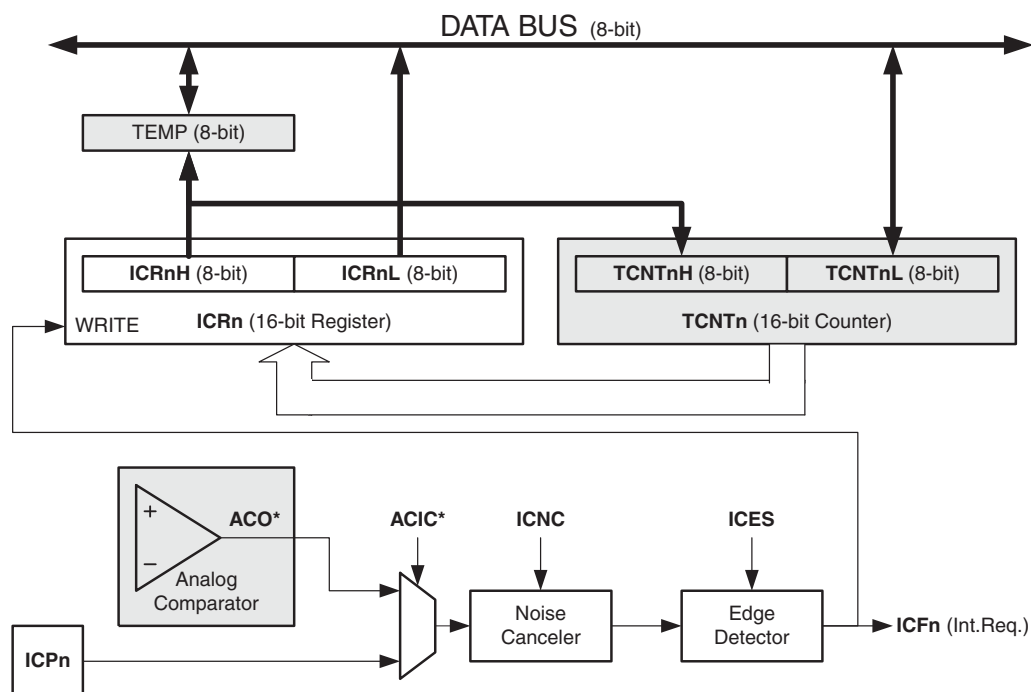 DATA BUS (8-bit)
TEMP (8-bit)
ICRnH (8-bit)
ICRnL (8-bit)
TCNTnH (8-bit)
TCNTnL (8-bit)
WRITE
ICRn (16-bit Register)
TCNTn (16-bit Counter)
+
−
ACO*
Analog
Comparator
ACIC*
ICNC
ICES
Noise
Canceler
Edge
Detector
ICFn (Int.Req.)
ICPn